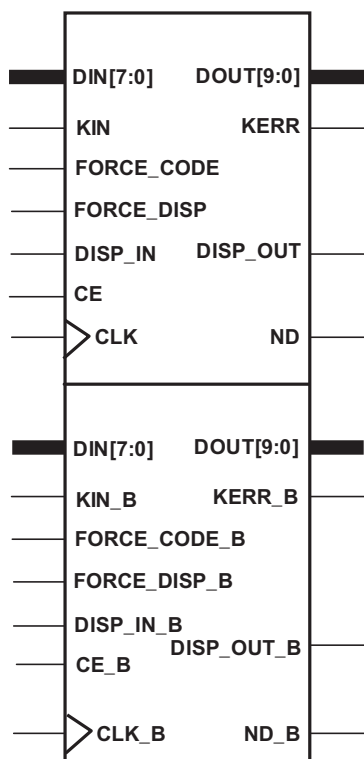 DIN[7:0] DOUT[9:0]
KIN KERR
FORCE_CODE
FORCE_DISP
DISP_IN DISP_OUT
CE
CLK ND
DIN[7:0] DOUT[9:0]
KIN_B KERR_B
FORCE_CODE_B
FORCE_DISP_B
DISP_IN_B
DISP_OUT_B
CE_B
CLK_B ND_B